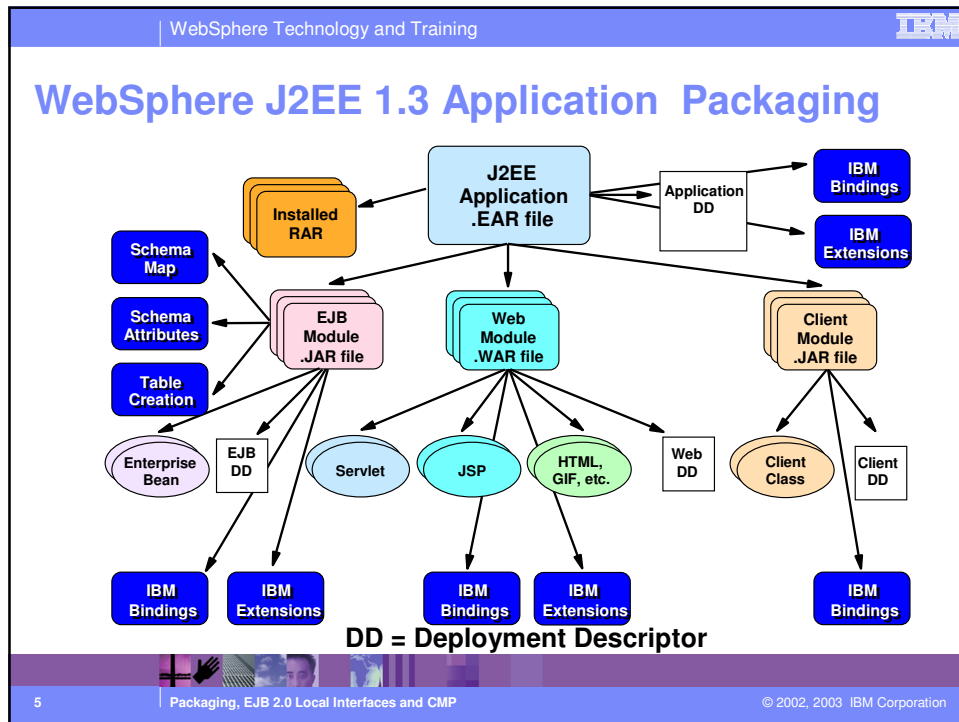 WebSphere Technology and Training
IBM
WebSphere J2EE 1.3 Application Packaging
J2EE
Application
.EAR file
Application
DD
IBM
Bindings
IBM
Extensions
Installed
RAR
Schema
Map
Schema
Attributes
Table
Creation
EJB
Module
.JAR file
Web
Module
.WAR file
Client
Module
.JAR file
Enterprise
Bean
EJB
DD
Servlet
JSP
HTML,
GIF, etc.
Web
DD
Client
Class
Client
DD
IBM
Bindings
IBM
Extensions
IBM
Bindings
IBM
Extensions
IBM
Bindings
DD = Deployment Descriptor
5
Packaging, EJB 2.0 Local Interfaces and CMP
© 2002, 2003 IBM Corporation